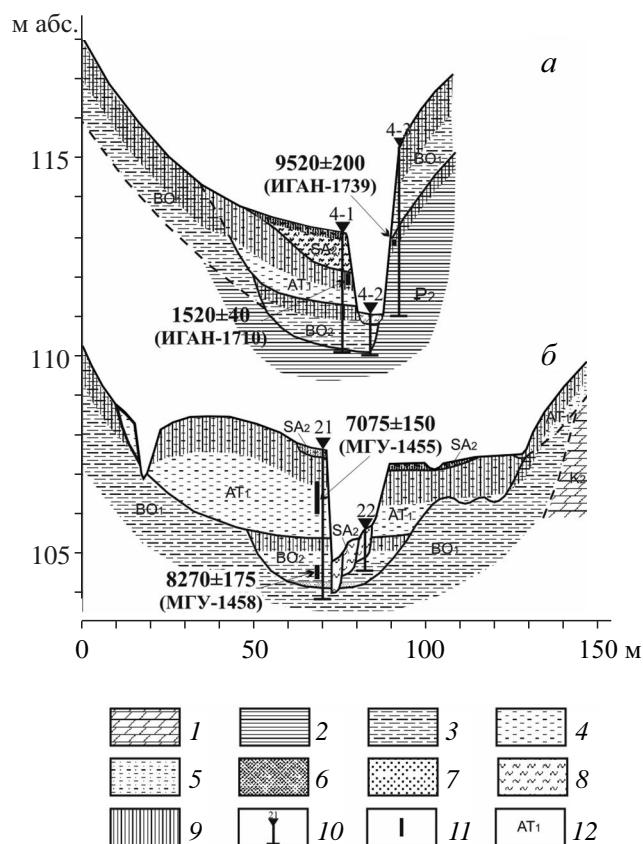 м абс.
а
4-3
115
9520±200
(ИГАН-1739)
BO1
4-1
SA2
AT1
4-2
P2
1520±40
(ИГАН-1710)
BO2
110
б
SA2 21
7075±150
(МГУ-1455)
SA2
AT1
K2
BO1
AT1
SA2
22
AT1
BO1
105
BO2
8270±175
(МГУ-1458)
0 50 100 150 м
1 2 3 4
5 6 7 8
9 21 10 11 AT1 12